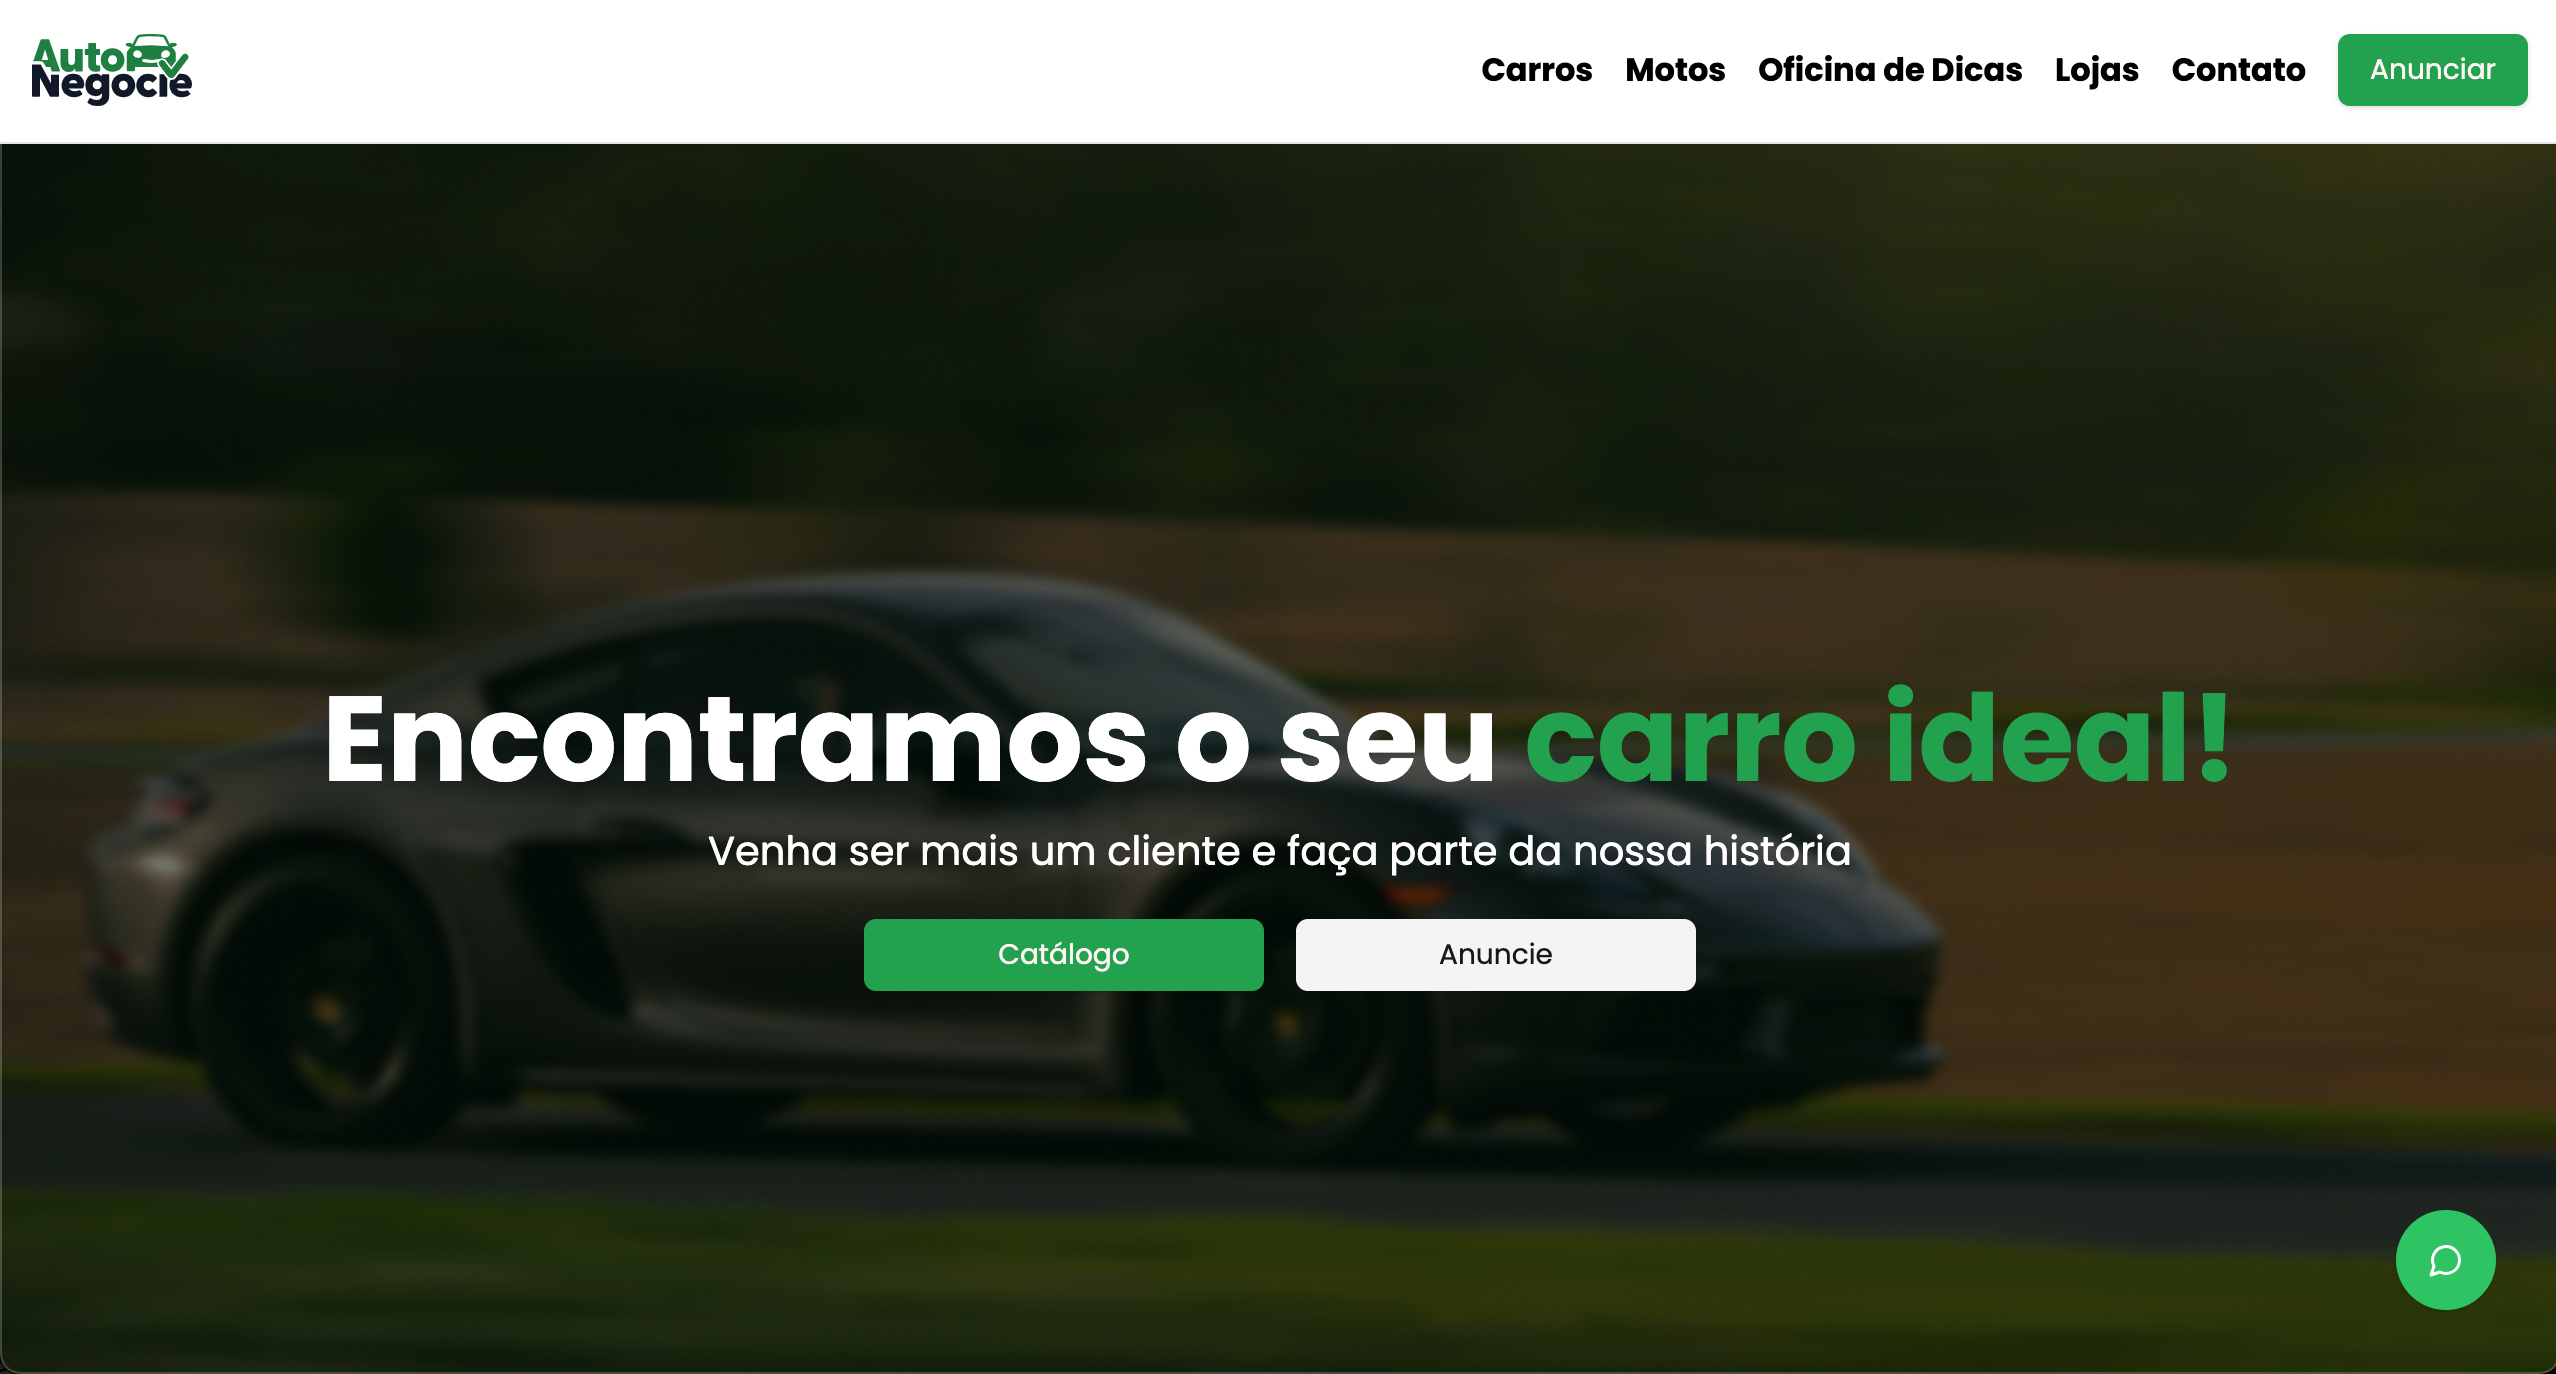 Auto
Negocie
Carros Motos Oficina de Dicas Lojas Contato Anunciar
Encontramos o seu carro ideal!
Venha ser mais um cliente e faça parte da nossa história
Catálogo Anuncie